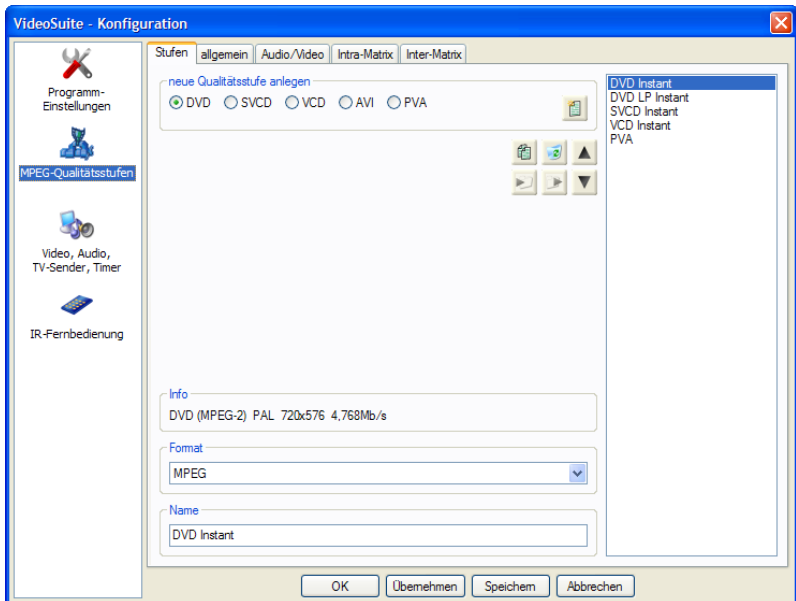 VideoSuite - Konfiguration
Programm-
Einstellungen
MPEG-Qualitätsstufen
Video, Audio,
TV-Sender, Timer
IR-Fernbedienung
Stufen allgemein Audio/Video Intra-Matrix Inter-Matrix
neue Qualitätsstufe anlegen
DVD SVCD VCD AVI PVA
Info
DVD (MPEG-2) PAL 720x576 4,768Mb/s
Format
MPEG
Name
DVD Instant
DVD Instant
DVD LP Instant
SVCD Instant
VCD Instant
PVA
OK Übernehmen Speichern Abbrechen